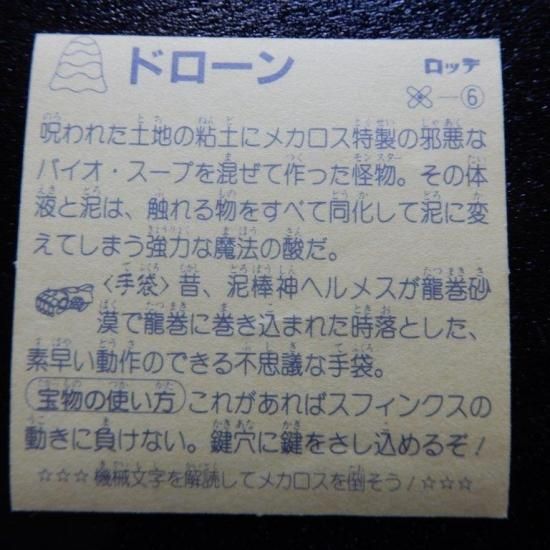 ドローン
ロッテ
―⑥
呪われた土地の粘土にメカロス特製の邪悪な
バイオ・スープを混ぜて作った怪物。その体
液と泥は、触れる物をすべて同化して泥に変
えてしまう強力な魔法の酸だ。
〈手袋〉昔、泥棒神ヘルメスが龍巻砂
漠で龍巻に巻き込まれた時落とした、
素早い動作のできる不思議な手袋。
宝物の使い方 これがあればスフィンクスの
動きに負けない。鍵穴に鍵をさし込めるぞ！
☆☆☆機械文字を解読してメカロスを倒そう！☆☆☆